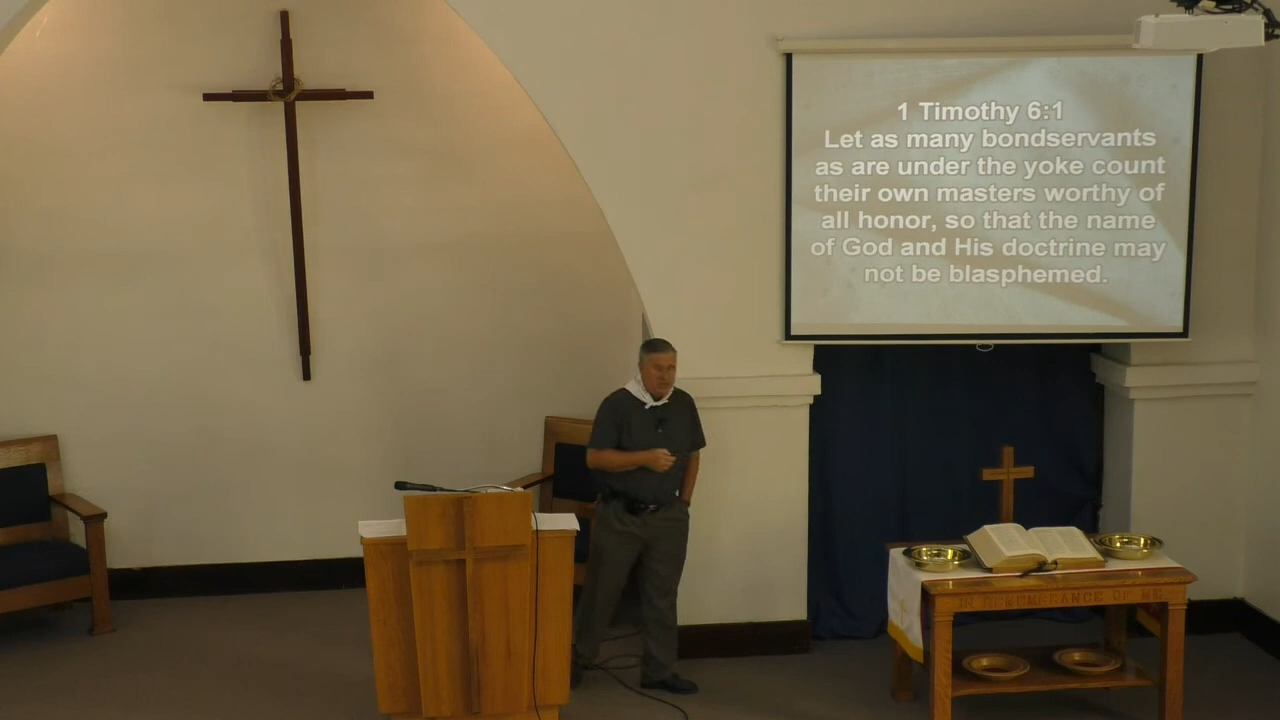 1 Timothy 6:1
Let as many bondservants
as are under the yoke count
their own masters worthy of
all honor, so that the name
of God and His doctrine may
not be blasphemed.
IN REMEMBRANCE OF ME